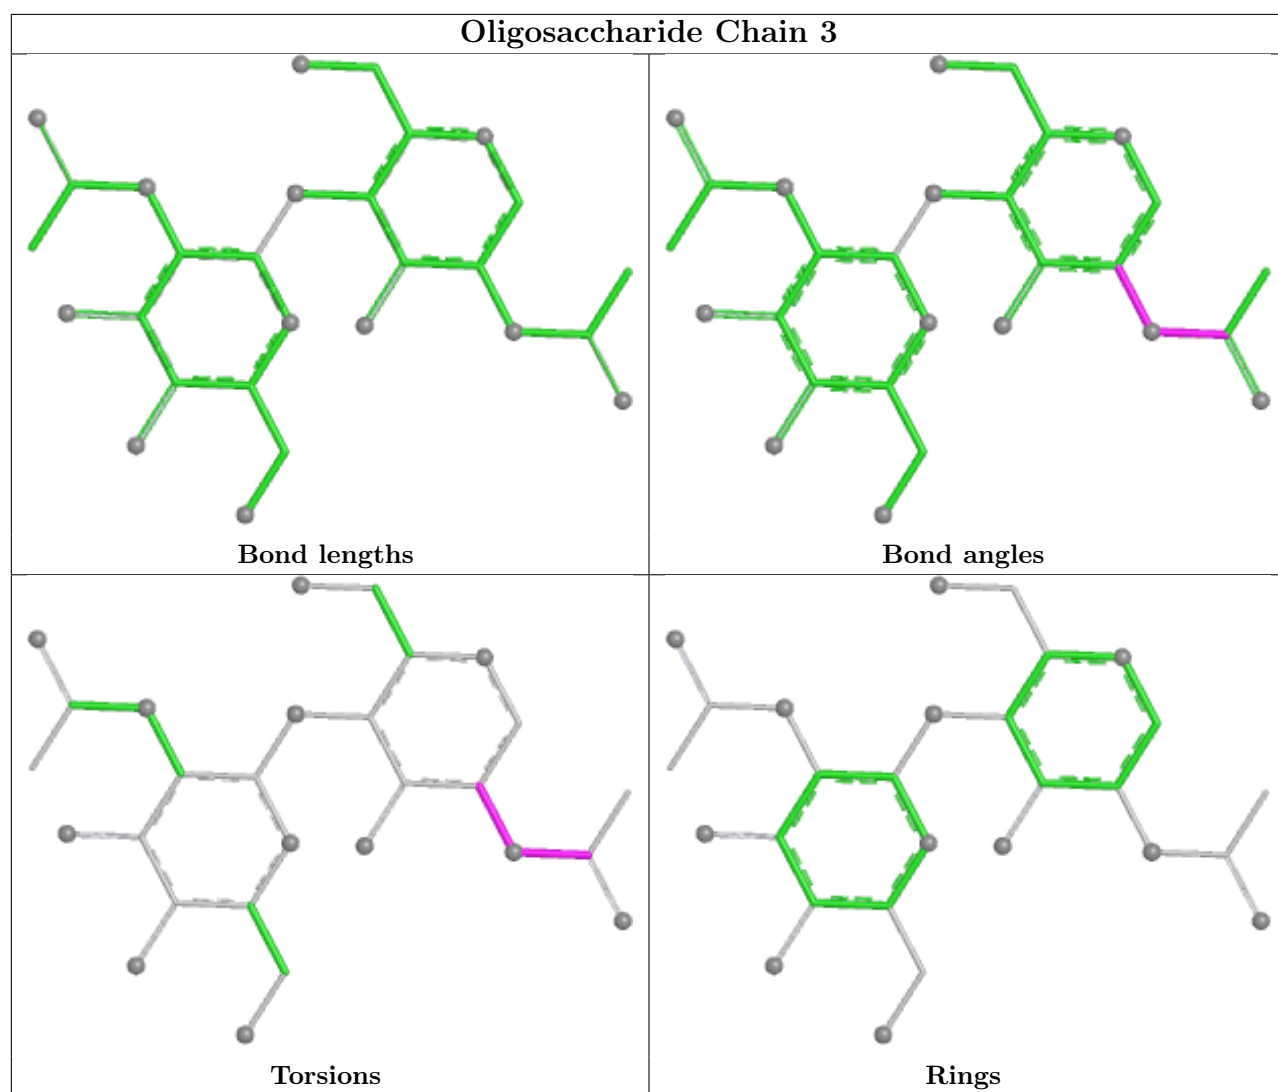 Oligosaccharide Chain 3
Bond lengths
Bond angles
Torsions
Rings